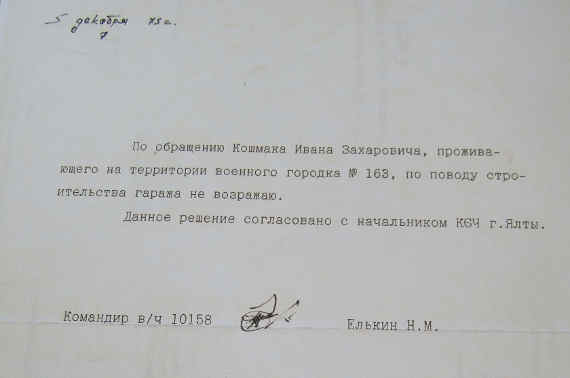 5 декабря 75 г.
7
По обращению Кошмака Ивана Захаровича, прожива-
ющего на территории военного городка № 163, по поводу стро-
ительства гаража не возражаю.
Данное решение согласовано с начальником КЭЧ г.Ялты.
Командир в/ч 10158 Елькин Н.М.